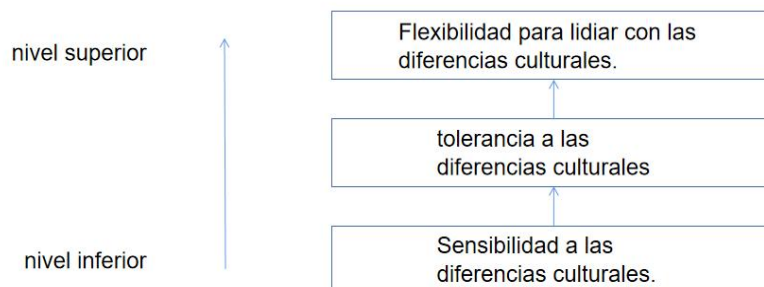 nivel superior
Flexibilidad para lidiar con las
diferencias culturales.
tolerancia a las
diferencias culturales
nivel inferior
Sensibilidad a las
diferencias culturales.